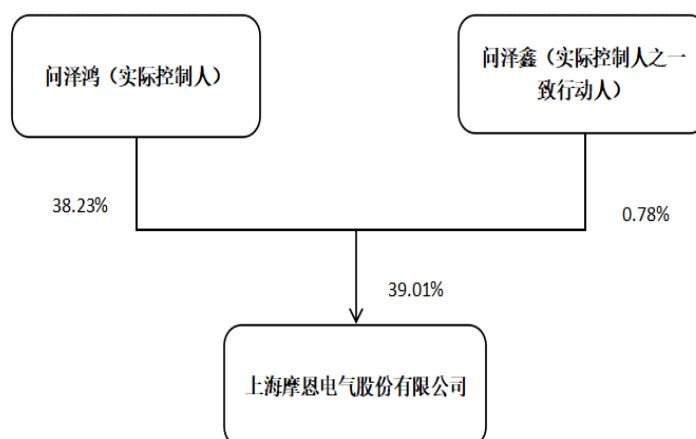 问泽鸿（实际控制人）
问泽鑫（实际控制人之一
致行动人）
38.23%
0.78%
39.01%
上海摩恩电气股份有限公司